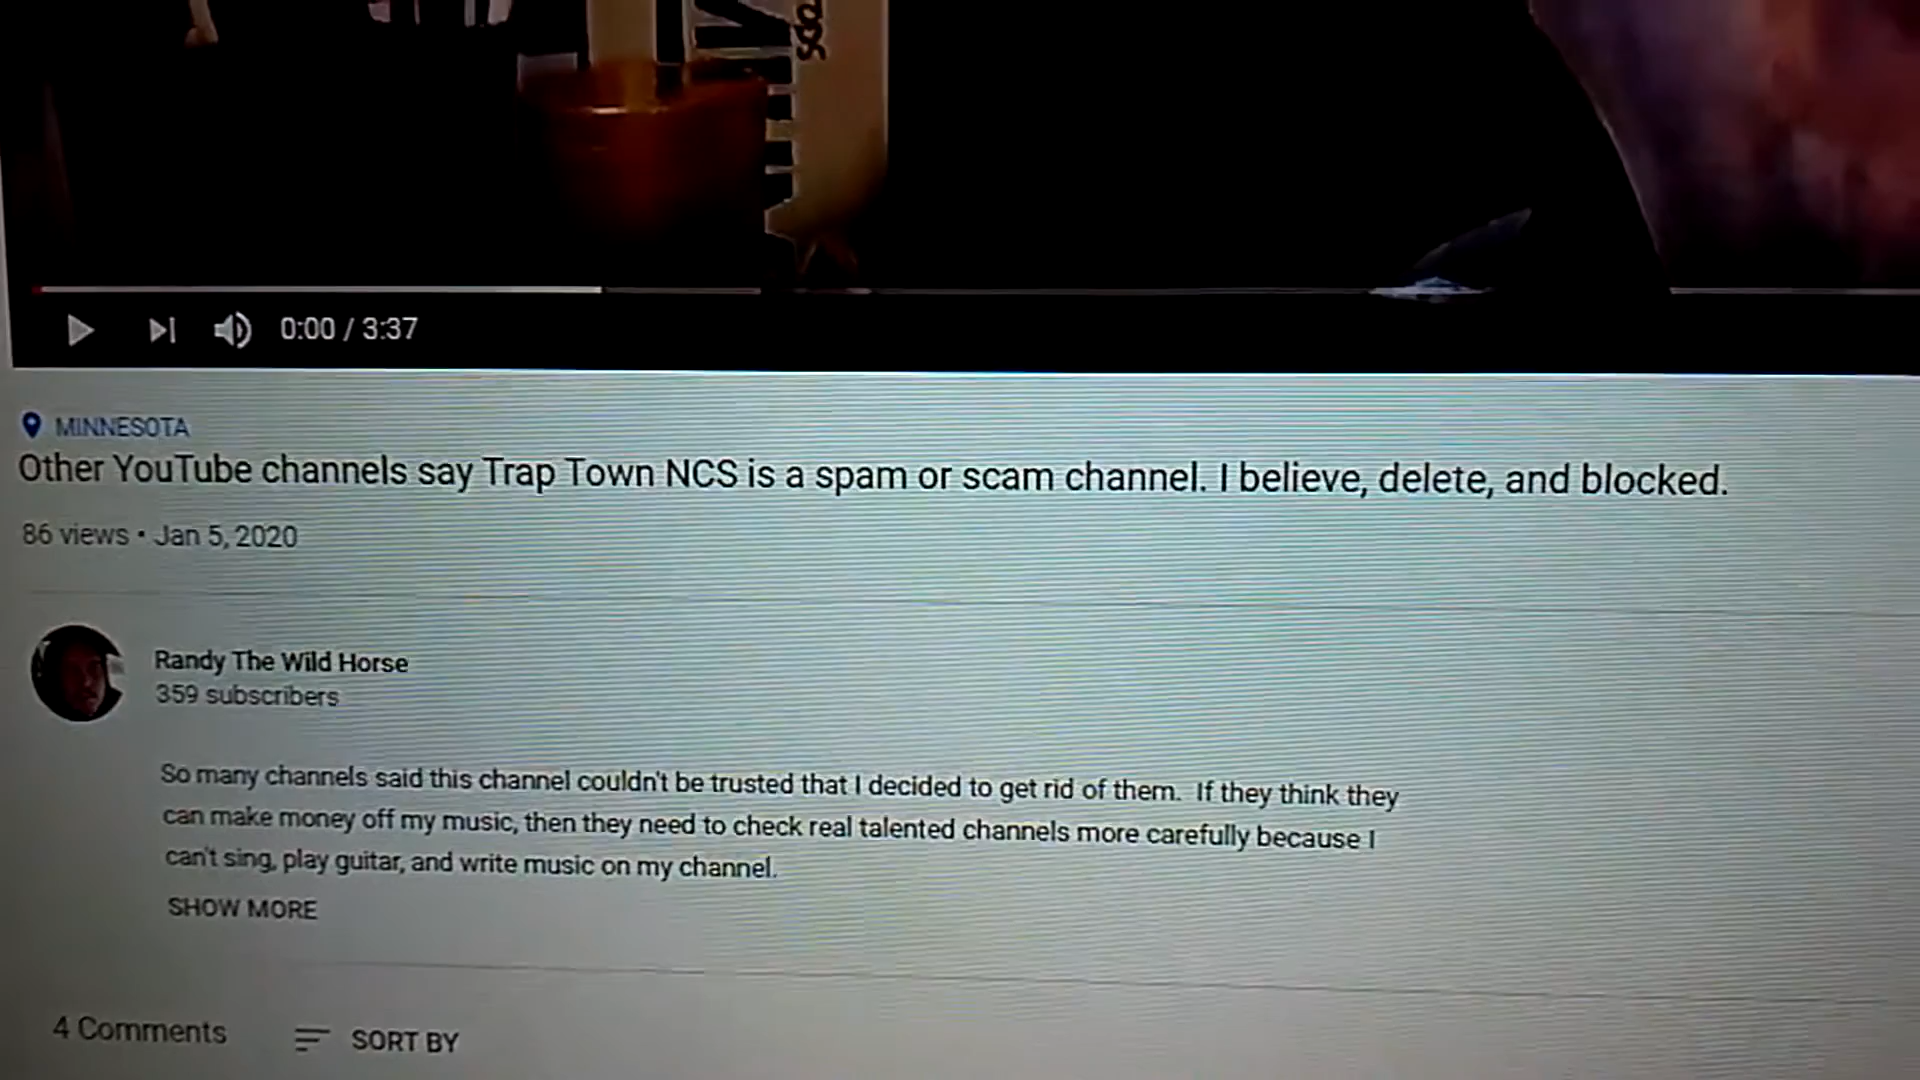 0:00 / 3:37
MINNESOTA
Other YouTube channels say Trap Town NCS is a spam or scam channel. I believe, delete, and blocked.
86 views • Jan 5, 2020
Randy The Wild Horse
359 subscribers
So many channels said this channel couldn't be trusted that I decided to get rid of them. If they think they
can make money off my music, then they need to check real talented channels more carefully because I
can't sing, play guitar, and write music on my channel.
SHOW MORE
4 Comments SORT BY